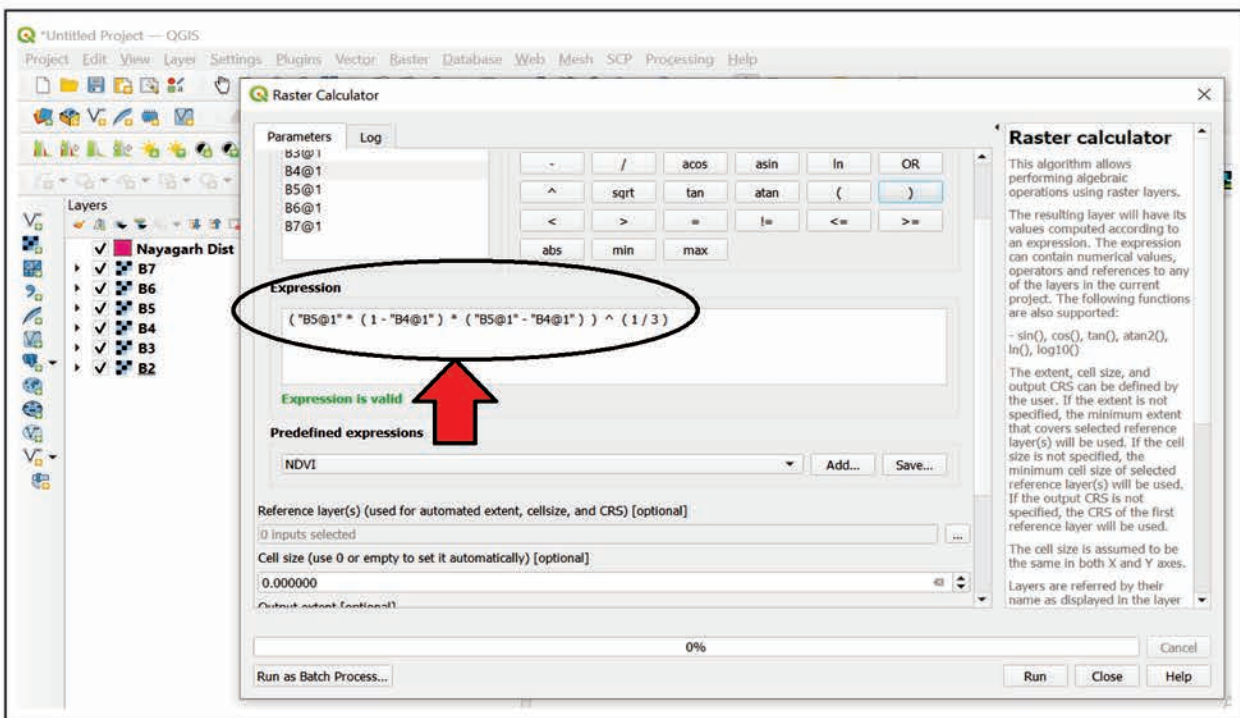 *Untitled Project — QGIS
Project Edit View Layer Settings Plugins Vector Raster Database Web Mesh SCP Processing Help
Raster Calculator
Parameters Log
B3@1
B4@1
B5@1
B6@1
B7@1
- / acos asin ln OR
^ sqrt tan atan ( )
< > = != <= >=
abs min max
Layers
Nayagarh Dist
B7
B6
B5
B4
B3
B2
Expression
( "B5@1" * ( 1 - "B4@1" ) * ( "B5@1" - "B4@1" ) ) ^ ( 1 / 3 )
Expression is valid
Predefined expressions
NDVI
Add... Save...
Reference layer(s) (used for automated extent, cellsize, and CRS) [optional]
0 inputs selected
...
Cell size (use 0 or empty to set it automatically) [optional]
0.000000
Output extent [optional]
0%
Cancel
Run as Batch Process...
Run Close Help
Raster calculator
This algorithm allows
performing algebraic
operations using raster layers.
The resulting layer will have its
values computed according to
an expression. The expression
can contain numerical values,
operators and references to any
of the layers in the current
project. The following functions
are also supported:
- sin(), cos(), tan(), atan2(),
ln(), log10()
The extent, cell size, and
output CRS can be defined by
the user. If the extent is not
specified, the minimum extent
that covers selected reference
layer(s) will be used. If the cell
size is not specified, the
minimum cell size of selected
reference layer(s) will be used.
If the output CRS is not
specified, the CRS of the first
reference layer will be used.
The cell size is assumed to be
the same in both X and Y axes.
Layers are referred by their
name as displayed in the layer